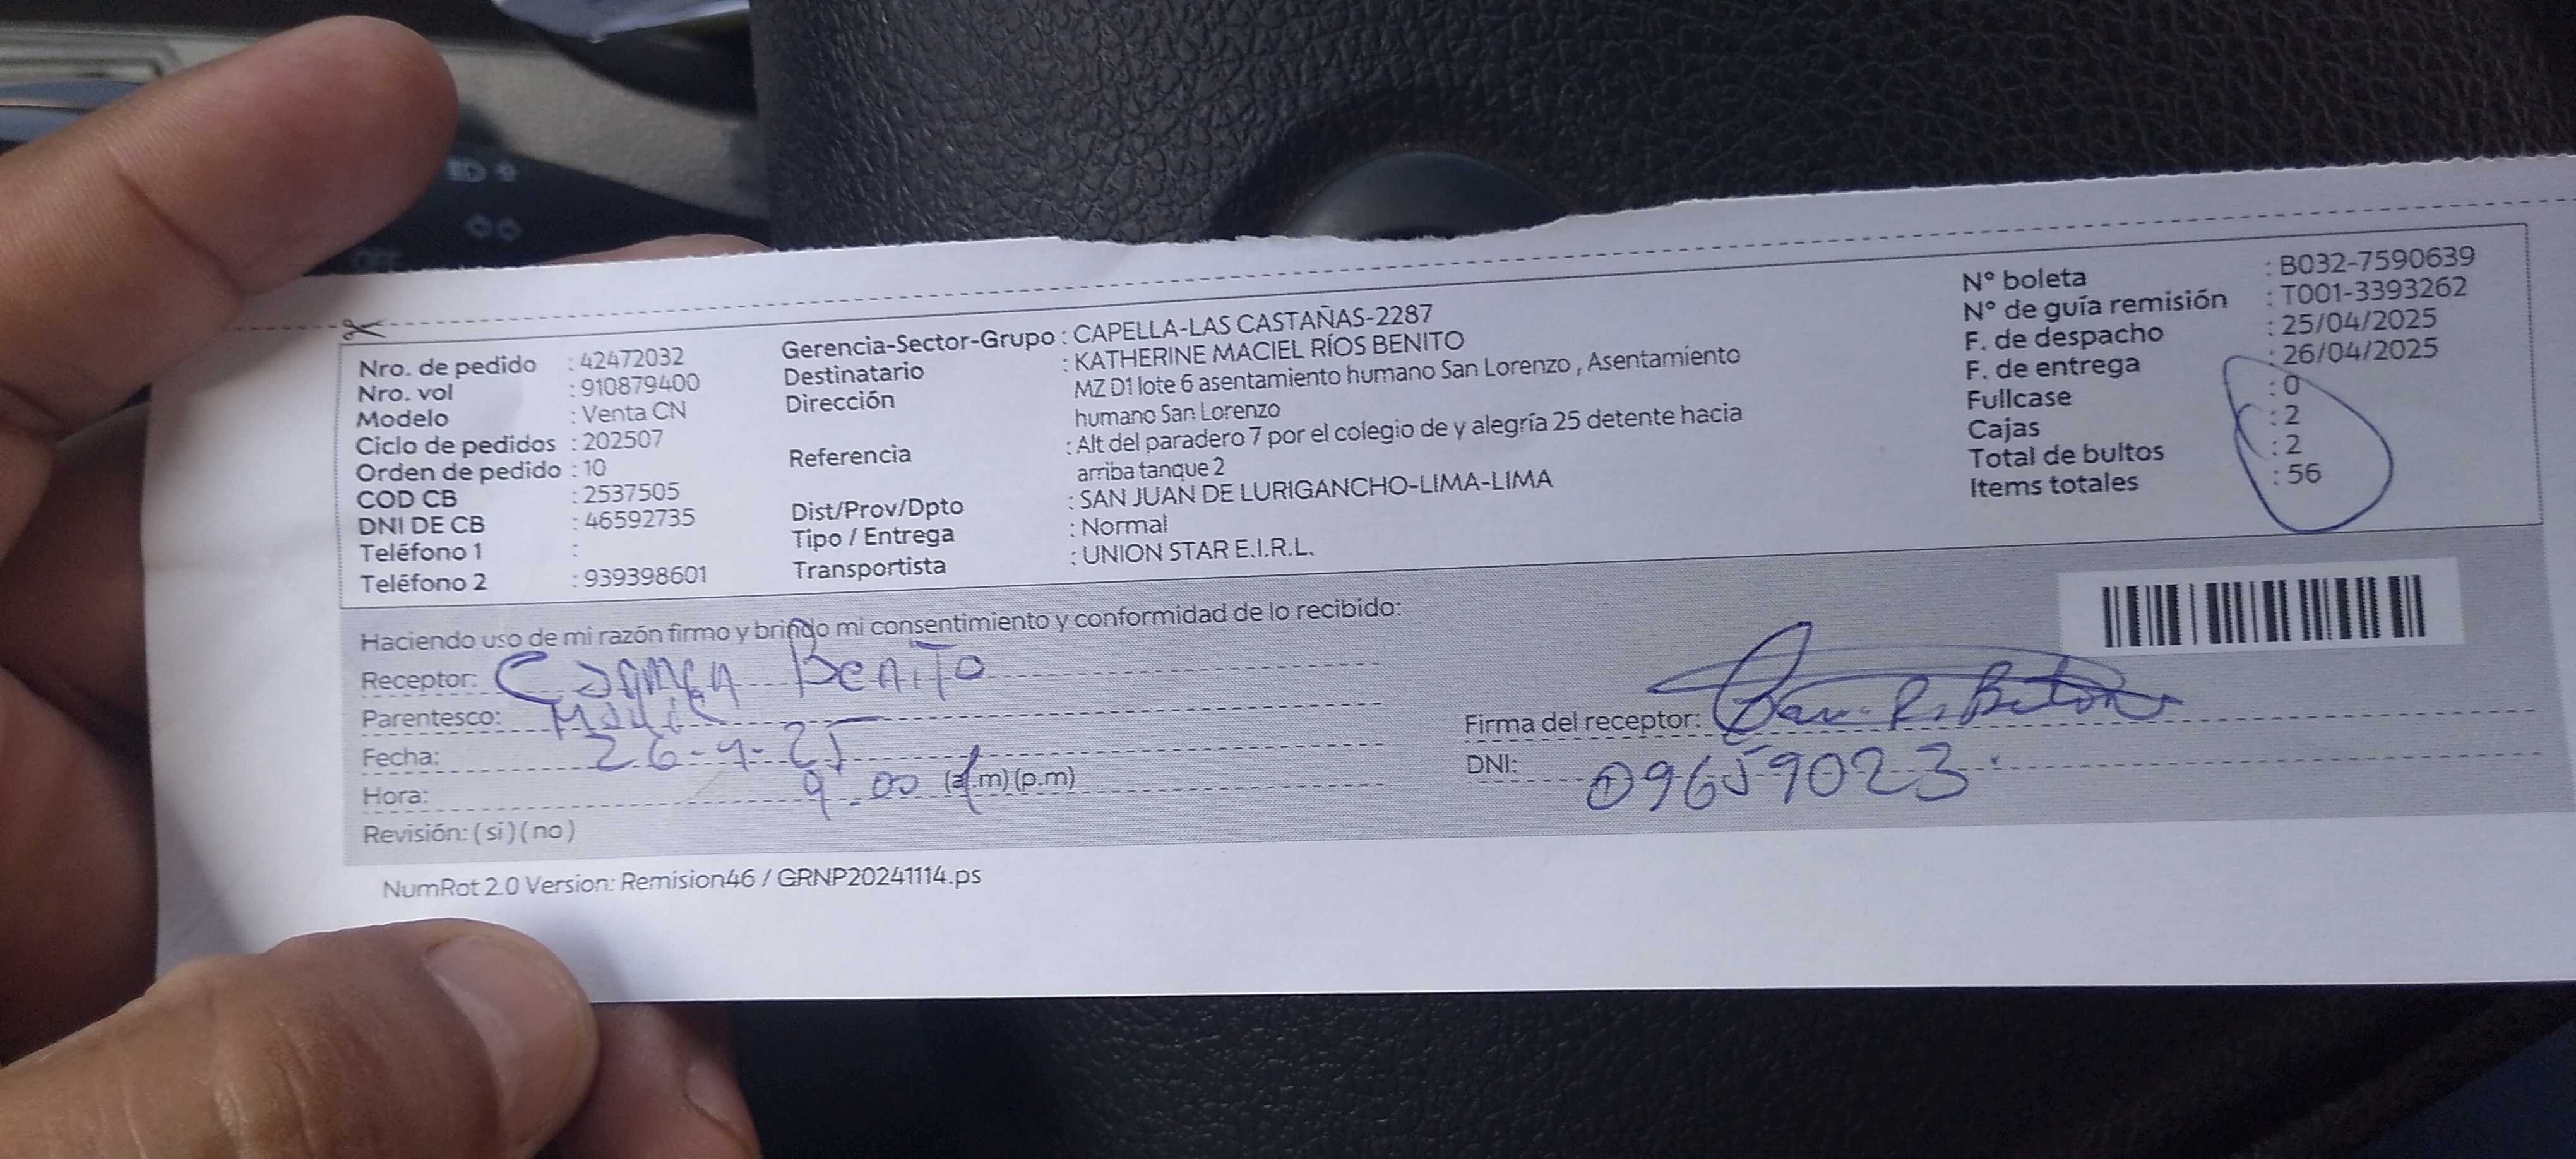 Nro. de pedido : 42472032
Nro. vol : 910879400
Modelo : Venta CN
Ciclo de pedidos : 202507
Orden de pedido : 10
COD CB : 2537505
DNI DE CB : 46592735
Teléfono 1 :
Teléfono 2 : 939398601
Gerencia-Sector-Grupo : CAPELLA-LAS CASTAÑAS-2287
Destinatario : KATHERINE MACIEL RÍOS BENITO
Dirección MZ D1 lote 6 asentamiento humano San Lorenzo , Asentamiento
humano San Lorenzo
Referencia : Alt del paradero 7 por el colegio de y alegría 25 detente hacia
arriba tanque 2
Dist/Prov/Dpto : SAN JUAN DE LURIGANCHO-LIMA-LIMA
Tipo / Entrega : Normal
Transportista : UNION STAR E.I.R.L.
N° boleta : B032-7590639
N° de guía remisión : T001-3393262
F. de despacho : 25/04/2025
F. de entrega : 26/04/2025
Fullcase : 0
Cajas : 2
Total de bultos : 2
Items totales : 56
Haciendo uso de mi razón firmo y brindo mi consentimiento y conformidad de lo recibido:
Receptor: Carmen Benito
Parentesco:
Fecha: 26-4-25
Hora: 9.00 (a.m) (p.m)
Revisión: ( si ) ( no )
Firma del receptor:
DNI: 09659023
NumRot 2.0 Version: Remision46 / GRNP20241114.ps